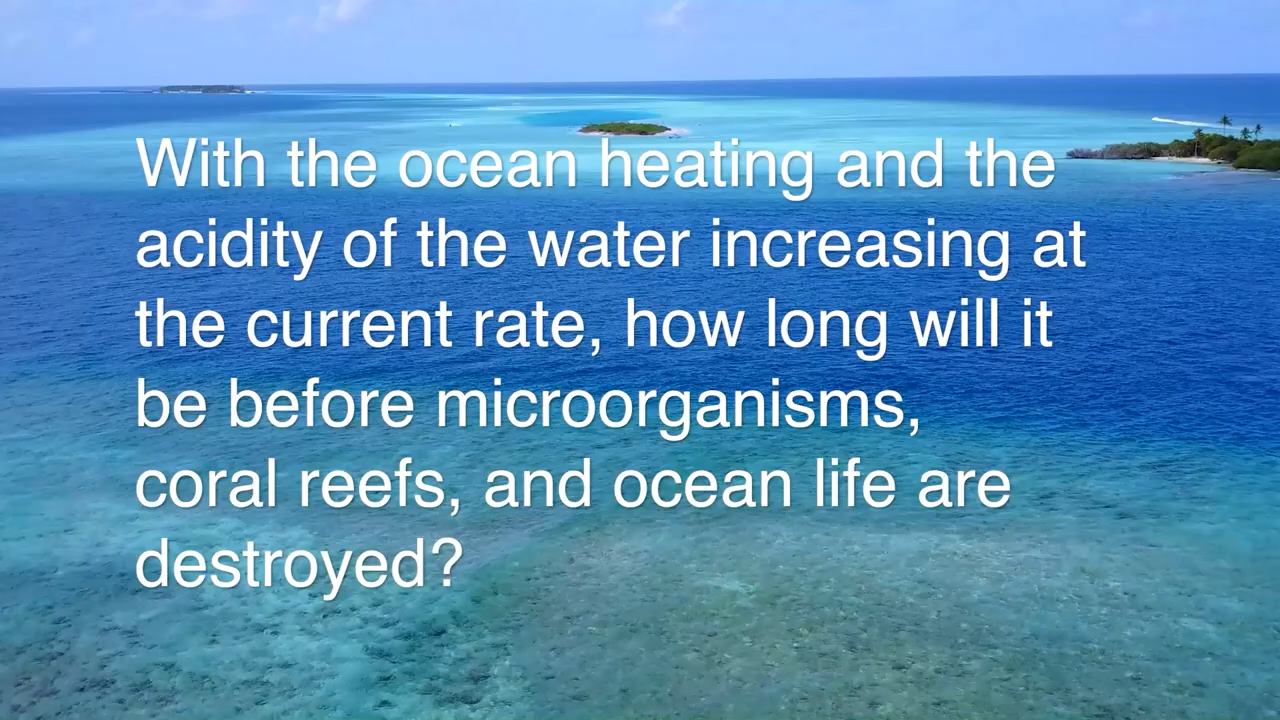 With the ocean heating and the
acidity of the water increasing at
the current rate, how long will it
be before microorganisms,
coral reefs, and ocean life are
destroyed?